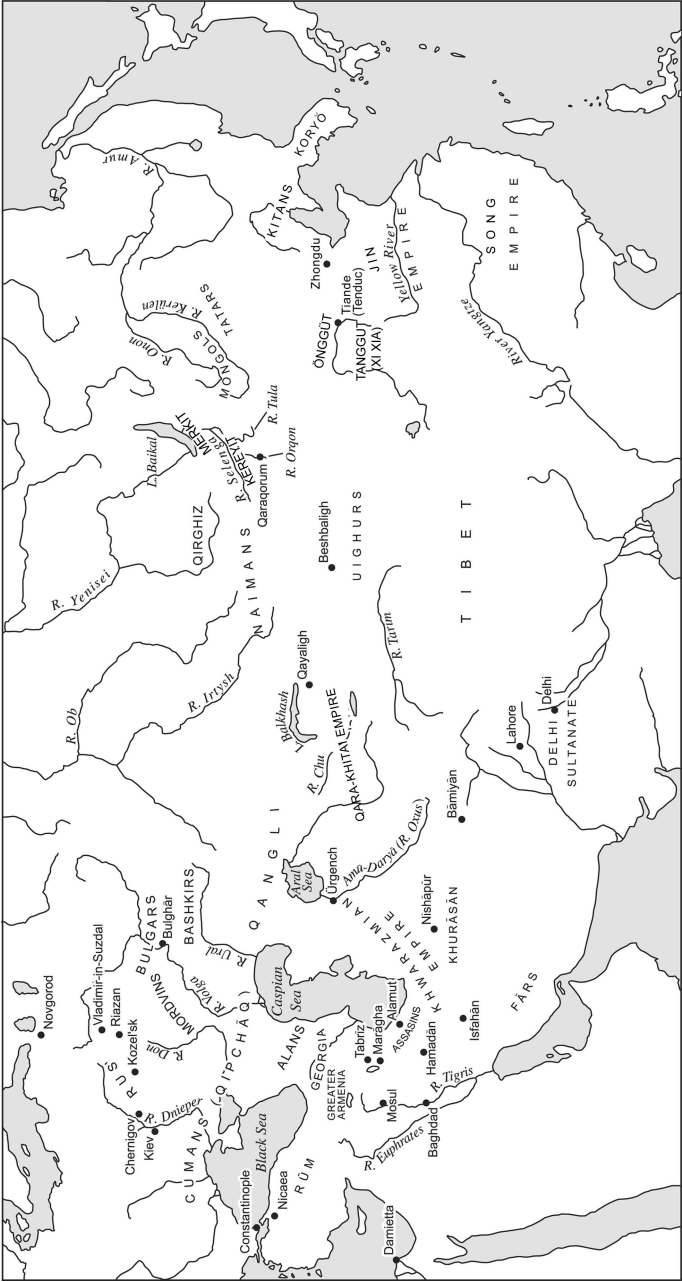 Novgorod
Vladimir-in-Suzdal
Riazan
Kozel'sk
RUS'
Chernigov
Kiev
R. Dnieper
R. Don
MORDVINS
BULGARS
Bulghār
BASHKIRS
R. Volga
R. Ural
CUMANS (QIPCHĀQ)
QANGLI
Constantinople
Black Sea
Nicaea
RŪM
ALANS
GEORGIA
GREATER
ARMENIA
Caspian
Sea
Aral
Sea
Ürgench
Amū-Daryā (R. Oxus)
Tabrīz
Marāgha
Alamut
ASSASSINS
KHWARAZMIAN
EMPIRE
Nīshāpūr
KHURĀSĀN
Hamadān
Isfahān
Mosul
Baghdad
R. Tigris
R. Euphrates
FĀRS
Damietta
Bāmiyān
Lahore
Delhi
DELHI
SULTANATE
R. Ob
R. Irtysh
R. Yenisei
QIRGHIZ
NAIMANS
L. Balkhash
Qayaligh
R. Chu
QARA-KHITAI EMPIRE
Beshbaligh
UIGHURS
R. Tarim
TIBET
L. Baikal
MERKIT
R. Selenga
KEREYIT
Qaraqorum
R. Tula
R. Orqon
MONGOLS
R. Onon
R. Kerülen
TATARS
R. Amur
KITANS
KORYŎ
Zhongdu
JIN
EMPIRE
Yellow River
ÖNGGÜT
Tiande
(Tenduc)
TANGGUT
(XI XIA)
River Yangtze
SONG
EMPIRE